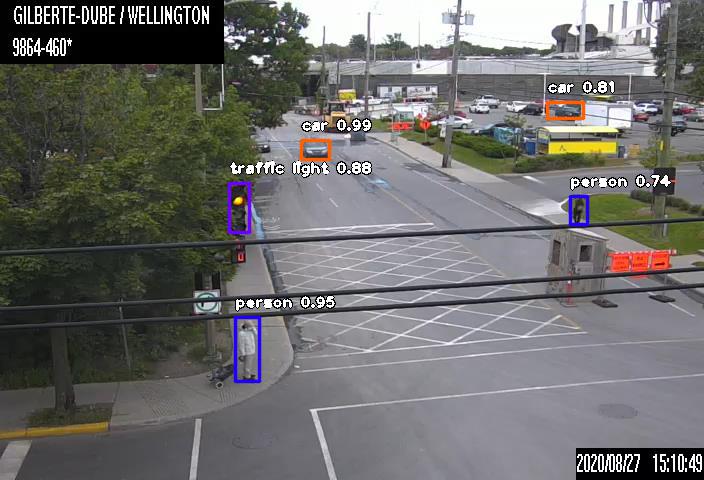 GILBERTE-DUBE / WELLINGTON
9864-460*
car 0.81
car 0.99
traffic light 0.88
person 0.74
person 0.95
P
2020/08/27 15:10:49